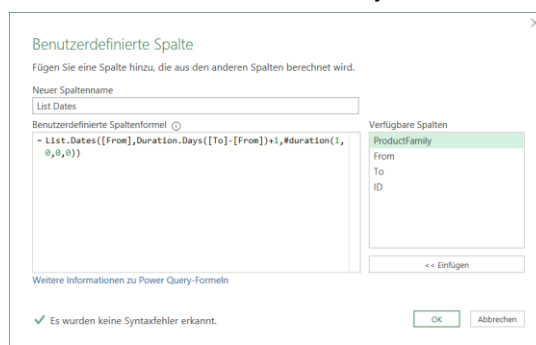 Benutzerdefinierte Spalte
Fügen Sie eine Spalte hinzu, die aus den anderen Spalten berechnet wird.
Neuer Spaltenname
List Dates
Benutzerdefinierte Spaltenformel
= List.Dates([From],Duration.Days([To]-[From])+1,#duration(1,
0,0,0))
Verfügbare Spalten
ProductFamily
From
To
ID
<< Einfügen
Weitere Informationen zu Power Query-Formeln
Es wurden keine Syntaxfehler erkannt.
OK
Abbrechen